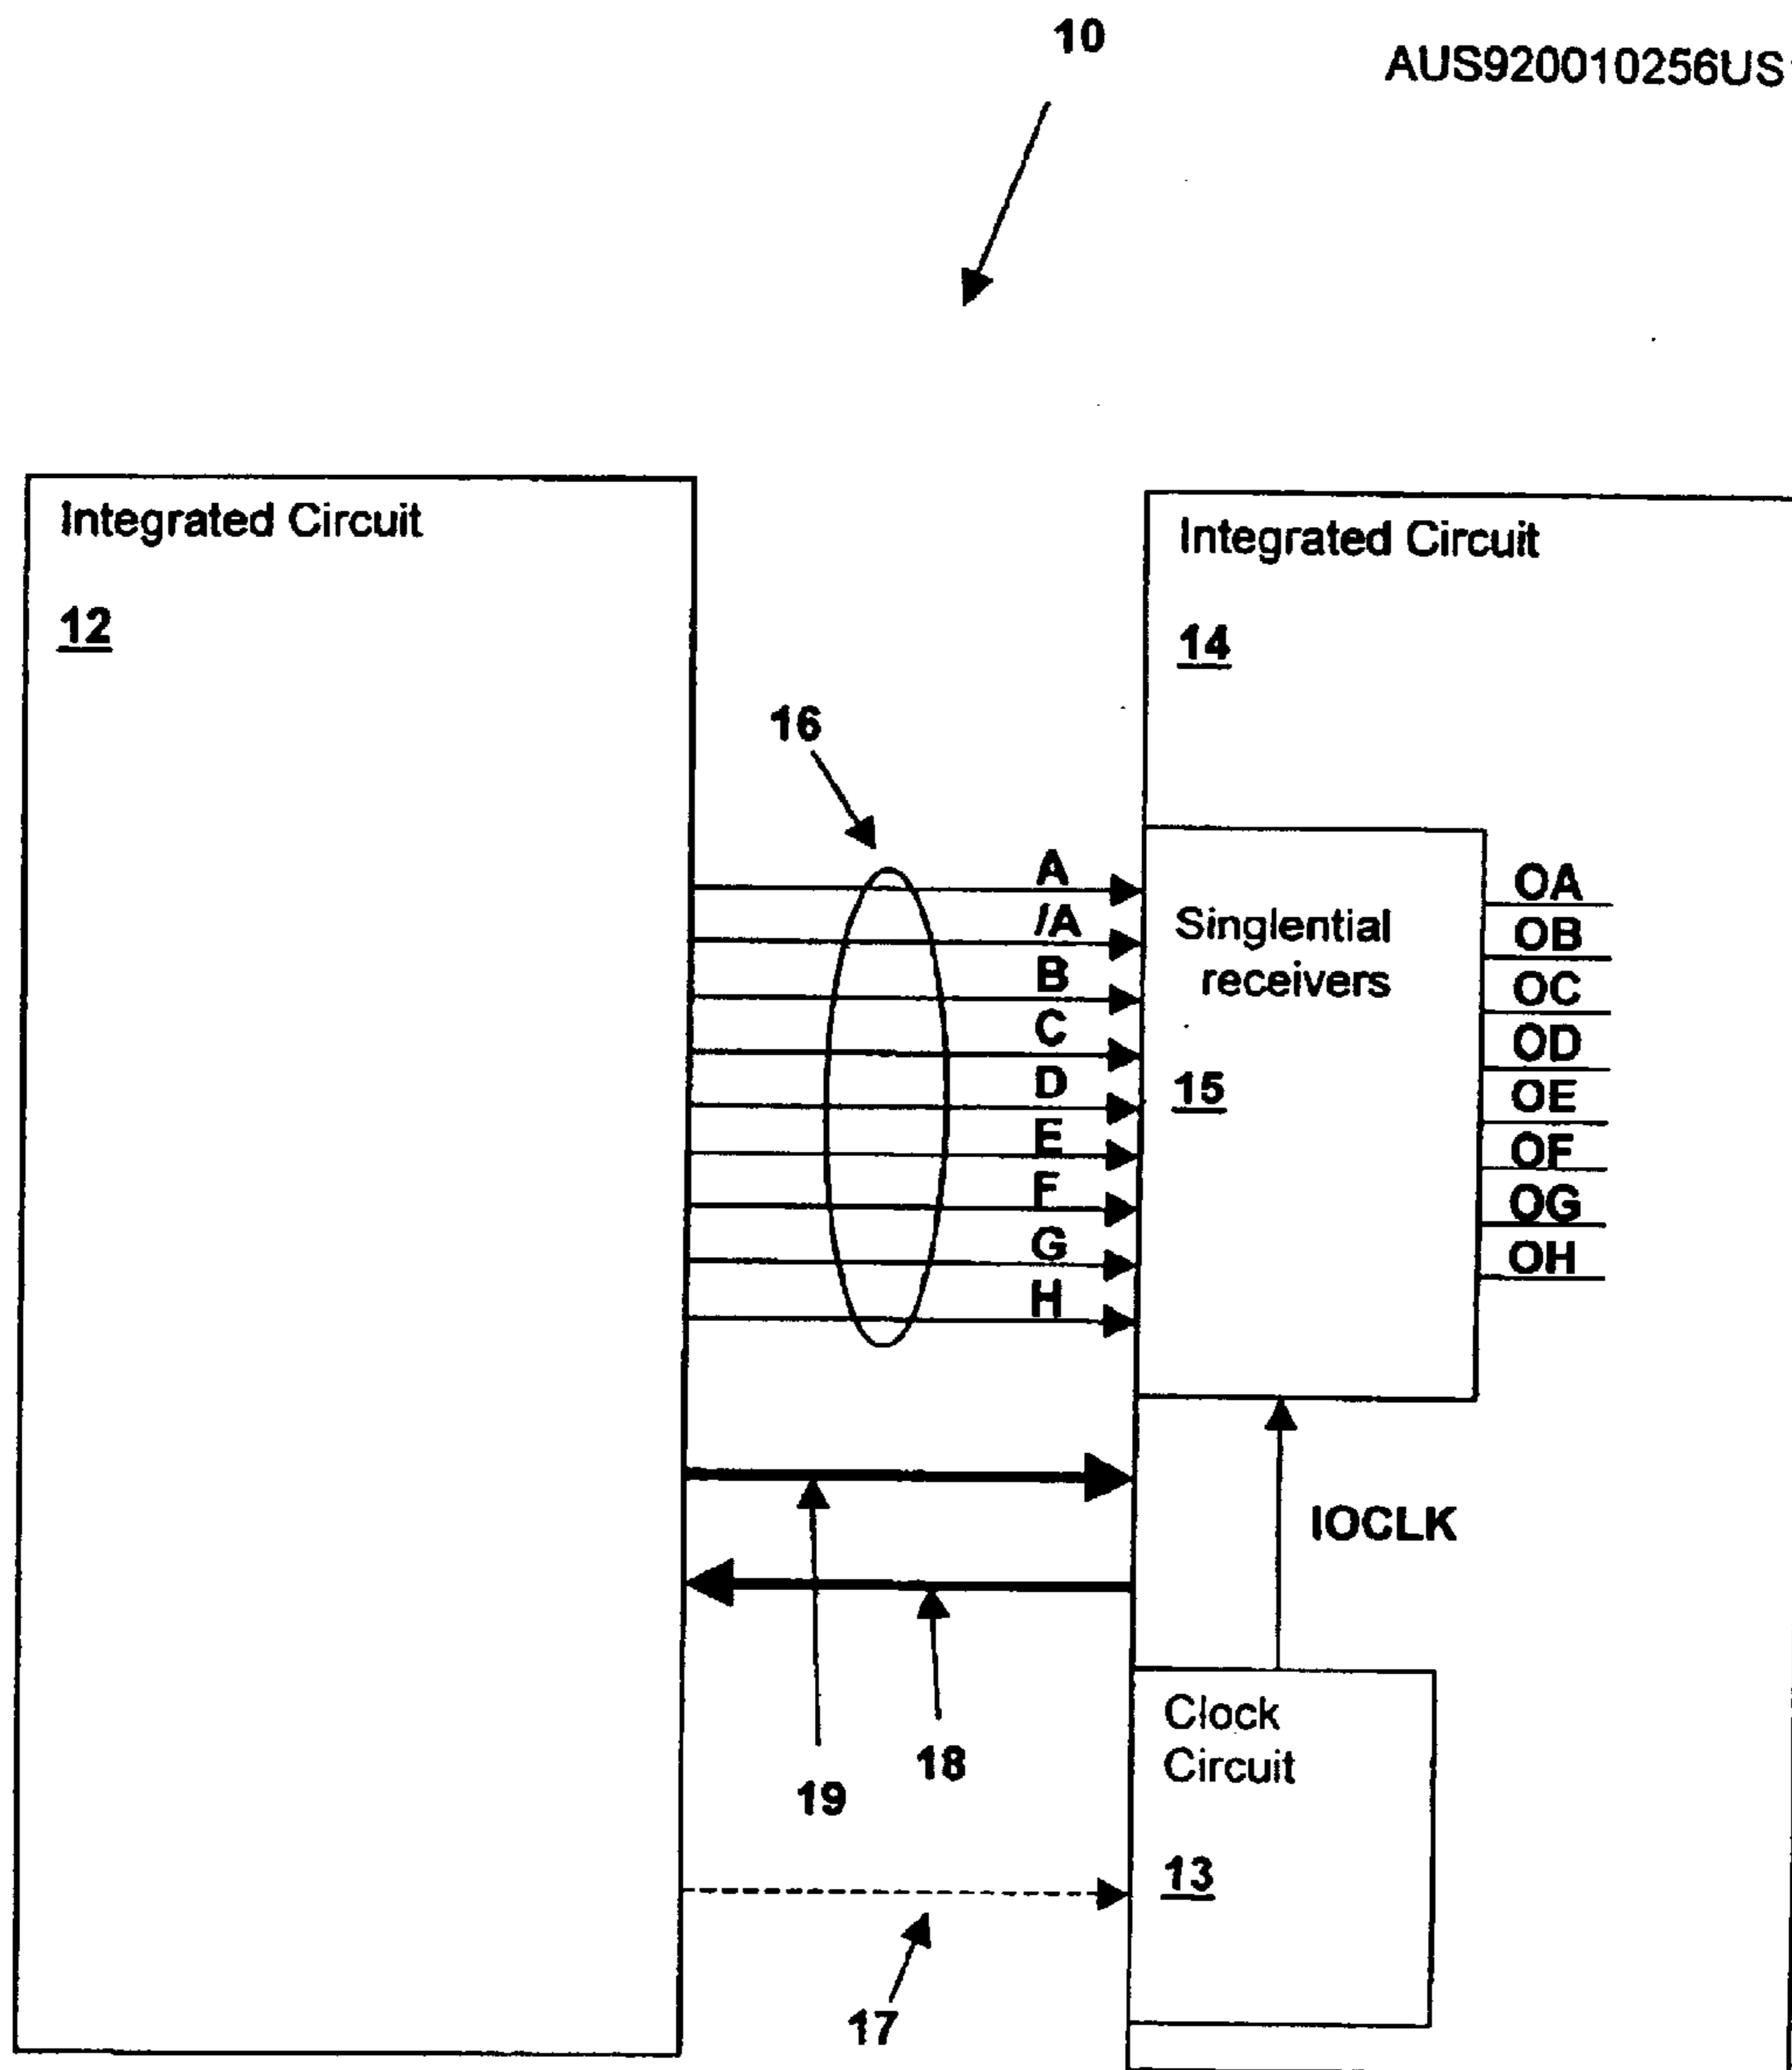 10
AUS920010256US1
Integrated Circuit
12
Integrated Circuit
14
16
A
/A
B
C
D
E
F
G
H
Singlential
receivers
15
OA
OB
OC
OD
OE
OF
OG
OH
IOCLK
19
18
Clock
Circuit
13
17